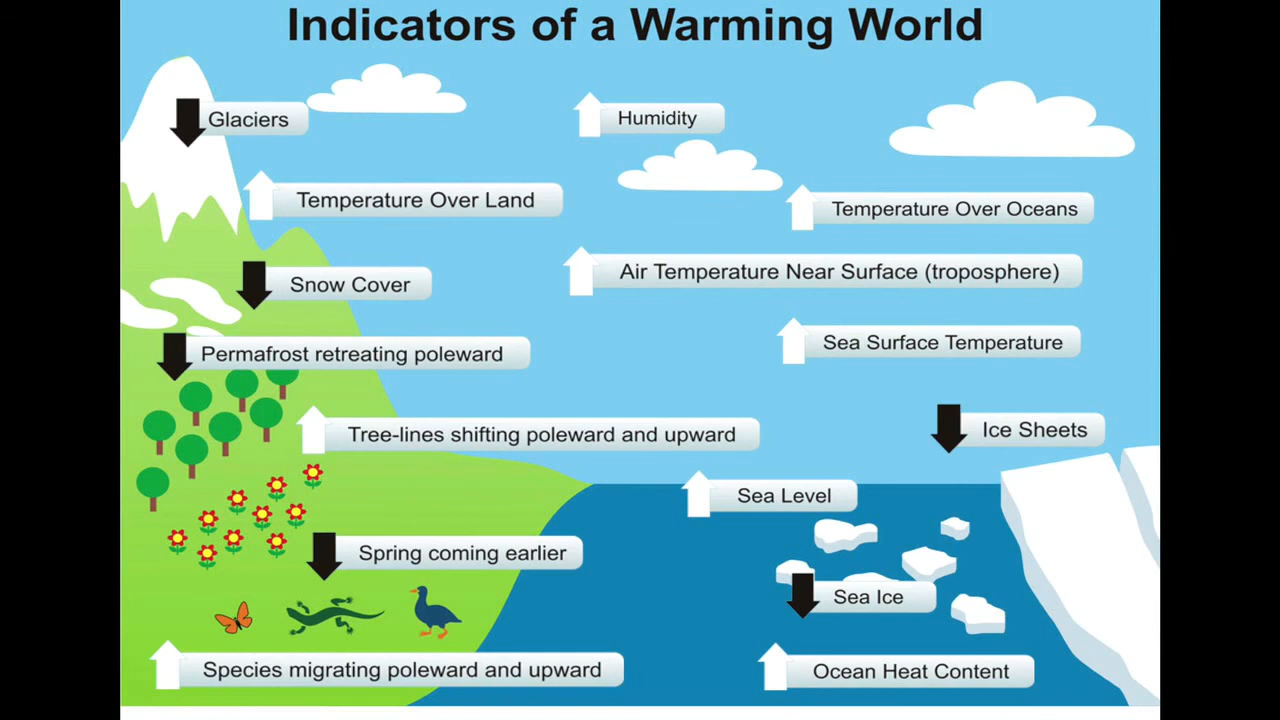 Indicators of a Warming World
Glaciers
Humidity
Temperature Over Land
Temperature Over Oceans
Air Temperature Near Surface (troposphere)
Snow Cover
Sea Surface Temperature
Permafrost retreating poleward
Tree-lines shifting poleward and upward
Ice Sheets
Sea Level
Spring coming earlier
Sea Ice
Species migrating poleward and upward
Ocean Heat Content